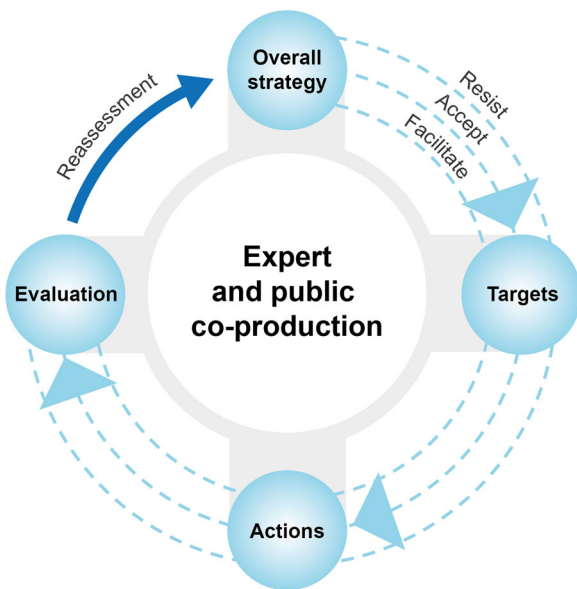 Overall
strategy
Resist
Accept
Facilitate
Reassessment
Evaluation
Expert
and public
co-production
Targets
Actions